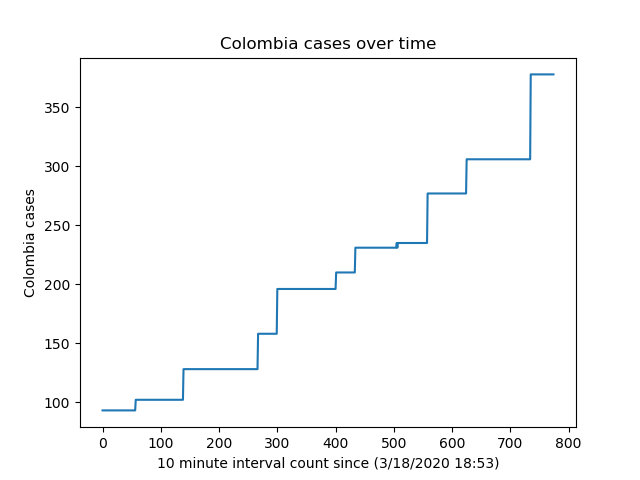 Colombia cases over time
Colombia cases
350
300
250
200
150
100
0 100 200 300 400 500 600 700 800
10 minute interval count since (3/18/2020 18:53)